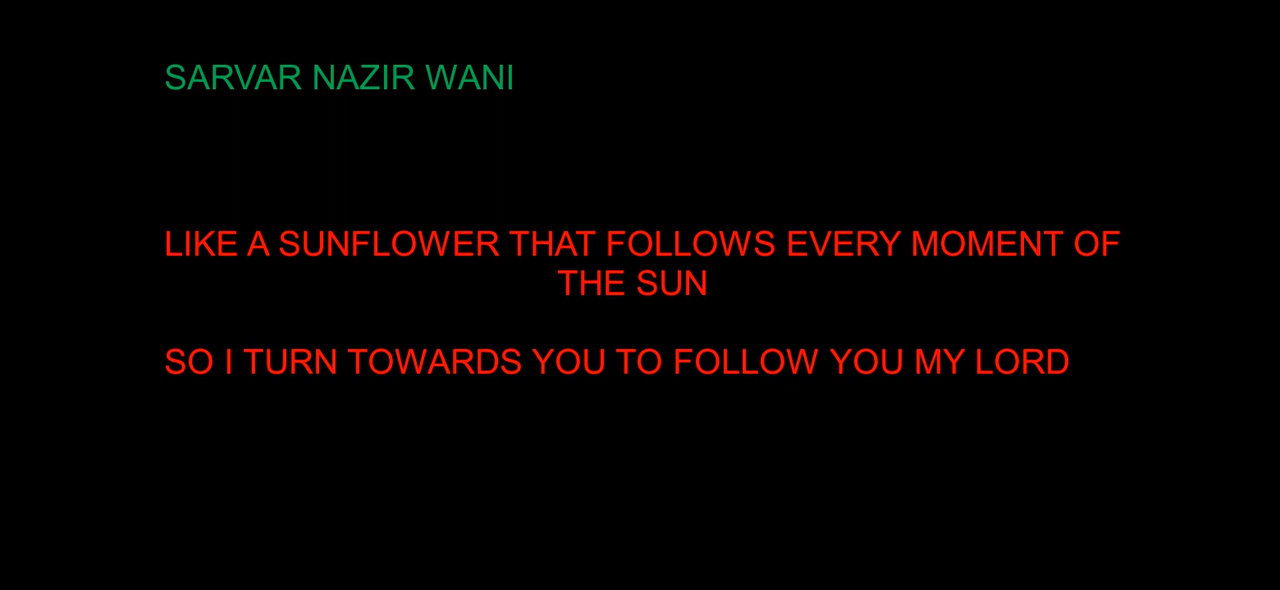 SARVAR NAZIR WANI
LIKE A SUNFLOWER THAT FOLLOWS EVERY MOMENT OF
THE SUN
SO I TURN TOWARDS YOU TO FOLLOW YOU MY LORD